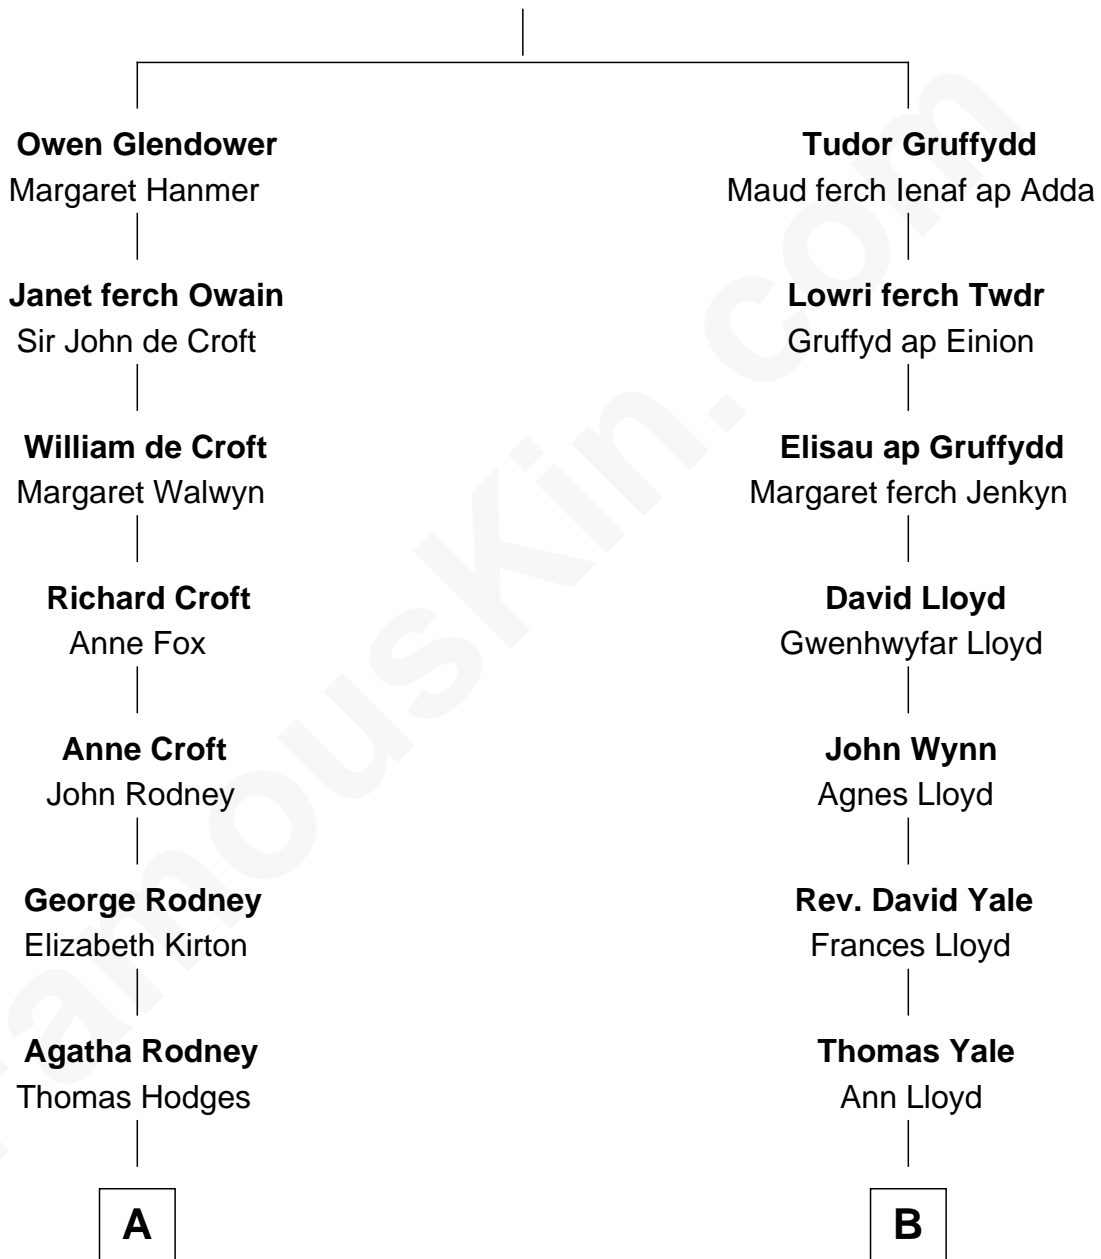 Owen Glendower
Margaret Hanmer
Janet ferch Owain
Sir John de Croft
William de Croft
Margaret Walwyn
Richard Croft
Anne Fox
Anne Croft
John Rodney
George Rodney
Elizabeth Kirton
Agatha Rodney
Thomas Hodges
A
Tudor Gruffydd
Maud ferch Ienaf ap Adda
Lowri ferch Twdr
Gruffyd ap Einion
Elisau ap Gruffydd
Margaret ferch Jenkyn
David Lloyd
Gwenhwyfar Lloyd
John Wynn
Agnes Lloyd
Rev. David Yale
Frances Lloyd
Thomas Yale
Ann Lloyd
B
FamousKin.com